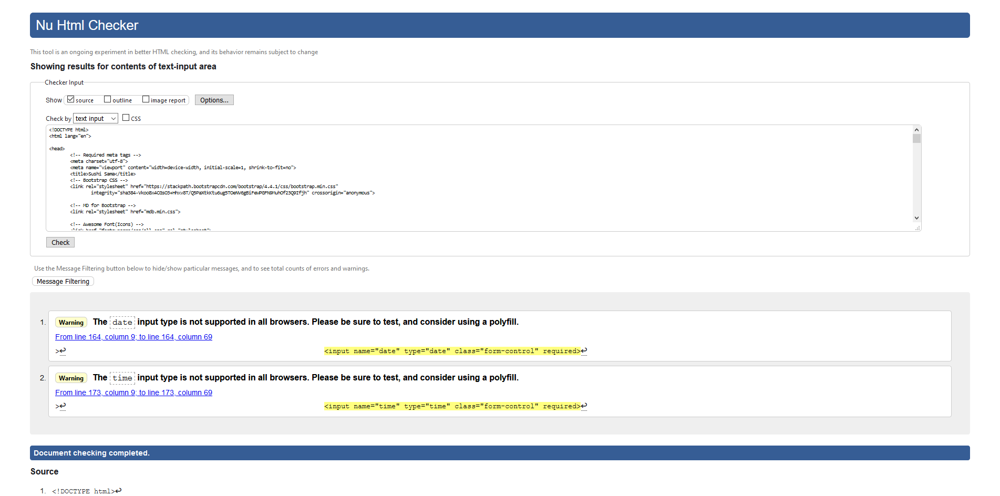 Nu Html Checker
This tool is an ongoing experiment in better HTML checking, and its behavior remains subject to change
Showing results for contents of text-input area
Checker Input
Show source outline image report Options...
Check by text input CSS
<!DOCTYPE html>
<html lang="en">
<head>
<!-- Required meta tags -->
<meta charset="utf-8">
<meta name="viewport" content="width=device-width, initial-scale=1, shrink-to-fit=no">
<title>Sushi Sama</title>
<!-- Bootstrap CSS -->
<link rel="stylesheet" href="https://stackpath.bootstrapcdn.com/bootstrap/4.4.1/css/bootstrap.min.css"
integrity="sha384-Vkoo8x4CGsO3+Hhxv8T/Q5PaXtkKtu6ug5TOeNV6gBiFeWPGFN9MuhOf23Q9Ifjh" crossorigin="anonymous">
<!-- MD for Bootstrap -->
<link rel="stylesheet" href="mdb.min.css">
<!-- Awesome Font(Icons) -->
Check
Use the Message Filtering button below to hide/show particular messages, and to see total counts of errors and warnings.
Message Filtering
1. Warning The date input type is not supported in all browsers. Please be sure to test, and consider using a polyfill.
From line 164, column 9; to line 164, column 69
>↩ <input name="date" type="date" class="form-control" required>↩
2. Warning The time input type is not supported in all browsers. Please be sure to test, and consider using a polyfill.
From line 173, column 9; to line 173, column 69
>↩ <input name="time" type="time" class="form-control" required>↩
Document checking completed.
Source
1. <!DOCTYPE html>↩